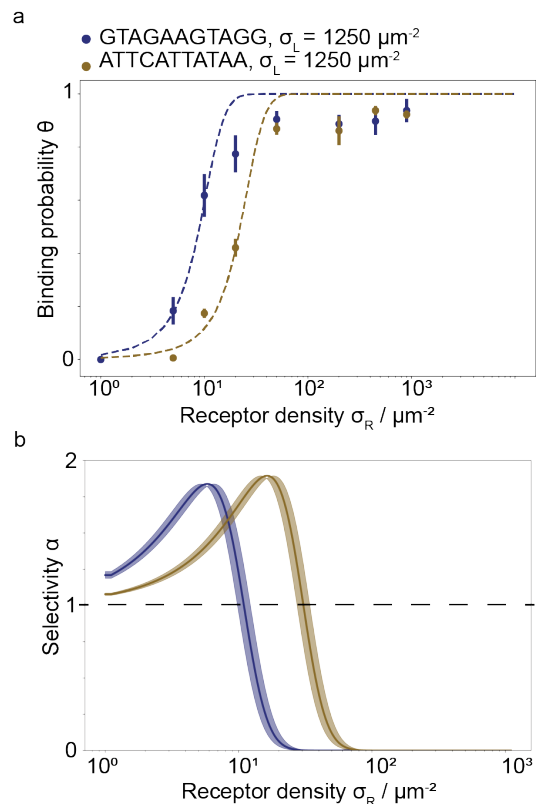 a
GTAGAAGTAGG, σL = 1250 μm⁻²
ATTCATTATAA, σL = 1250 μm⁻²
Binding probability θ
1
0
10⁰ 10¹ 10² 10³
Receptor density σR / μm⁻²
b
Selectivity α
2
1
0
10⁰ 10¹ 10² 10³
Receptor density σR / μm⁻²